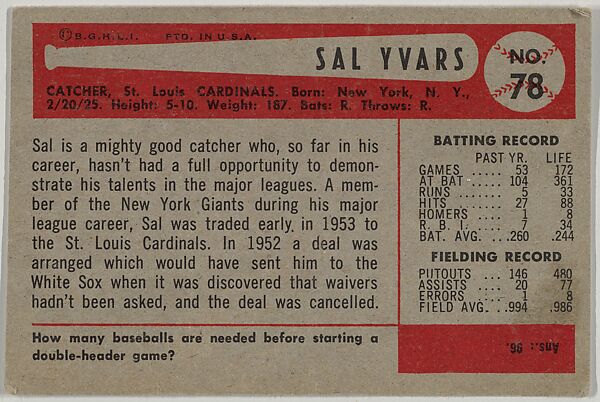 © B.G.H.L.I. PTD. IN U.S.A.
SAL YVARS
NO.
78
CATCHER, St. Louis CARDINALS. Born: New York, N. Y.,
2/20/25. Height: 5-10. Weight: 187. Bats: R. Throws: R.
Sal is a mighty good catcher who, so far in his
career, hasn't had a full opportunity to demon-
strate his talents in the major leagues. A mem-
ber of the New York Giants during his major
league career, Sal was traded early in 1953 to
the St. Louis Cardinals. In 1952 a deal was
arranged which would have sent him to the
White Sox when it was discovered that waivers
hadn't been asked, and the deal was cancelled.
How many baseballs are needed before starting a
double-header game?
BATTING RECORD
PAST YR. LIFE
GAMES ..... 53 172
AT BAT ..... 104 361
RUNS ..... 5 33
HITS ..... 27 88
HOMERS .... 1 8
R. B. I. ..... 7 34
BAT. AVG. ... .260 .244
FIELDING RECORD
PUTOUTS ... 146 480
ASSISTS .... 20 77
ERRORS .... 1 8
FIELD AVG. .. .994 .986
Ans.: 96.